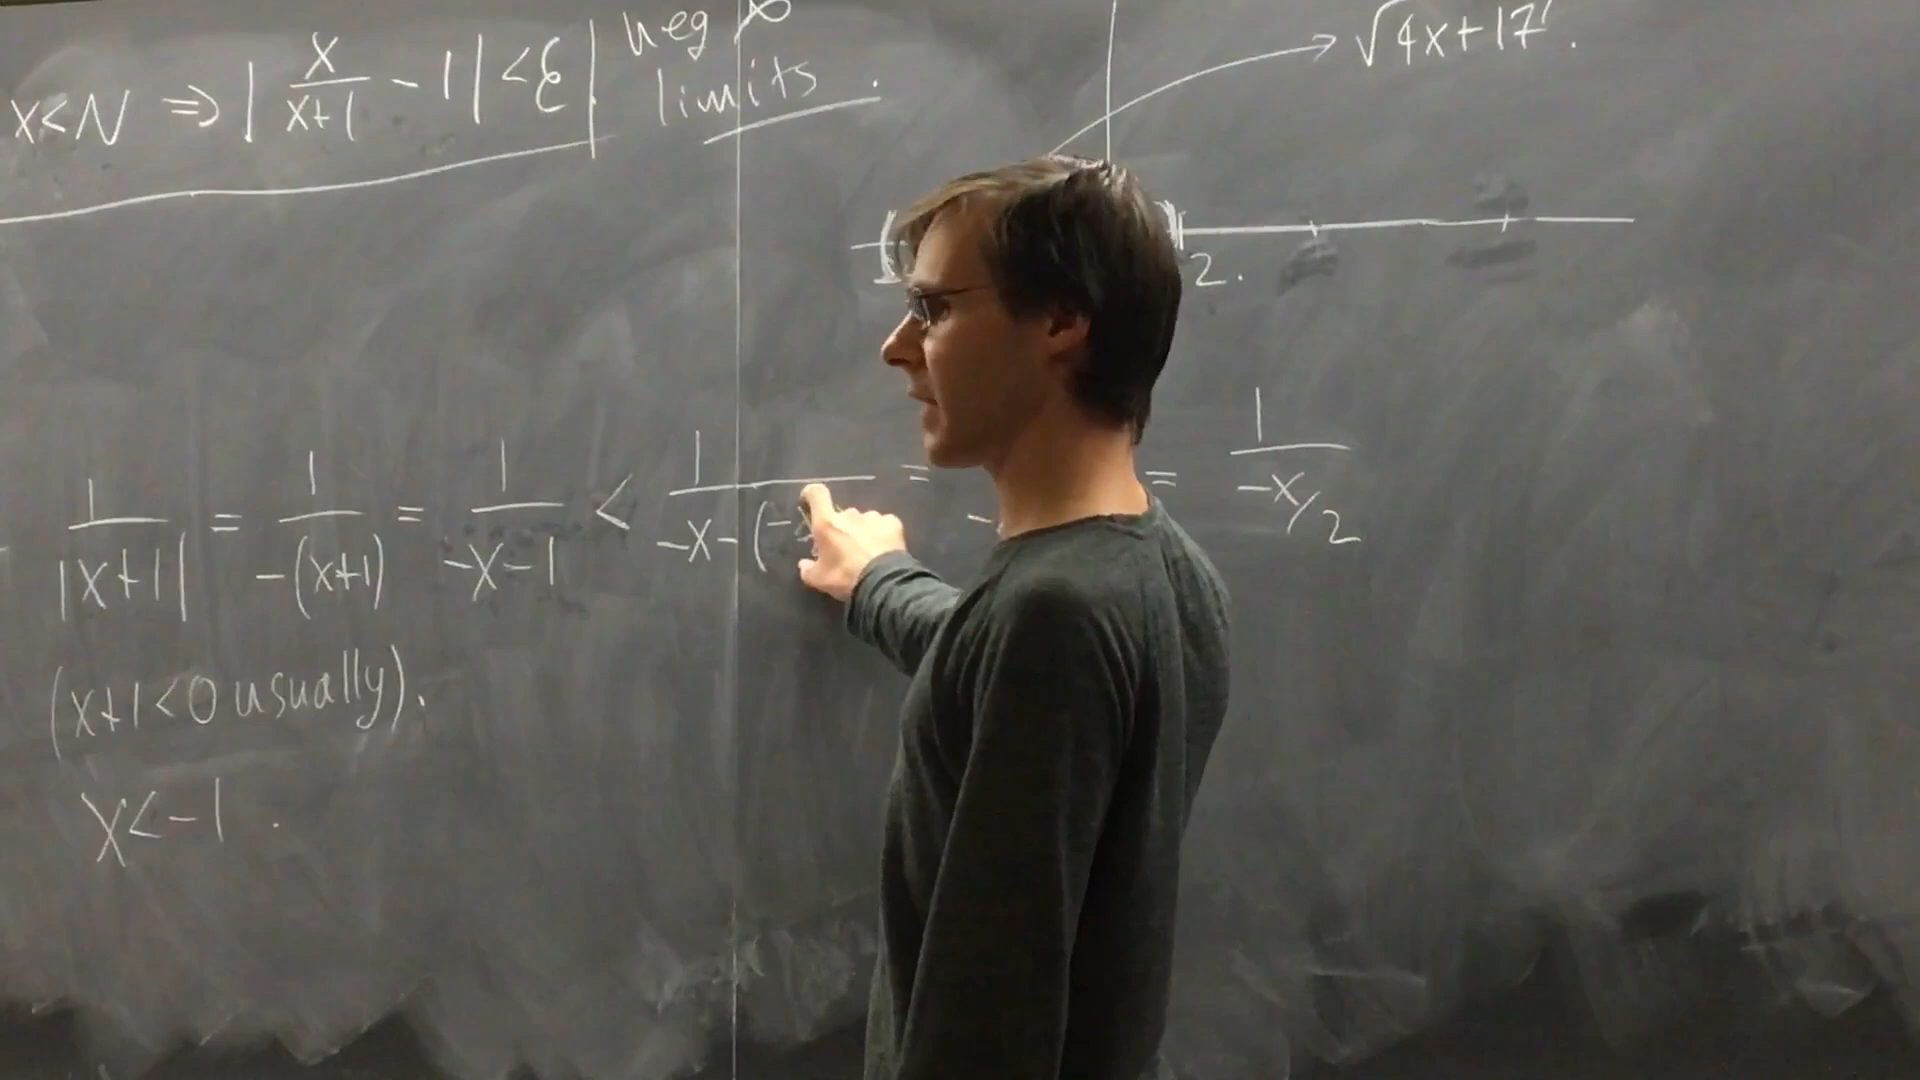 x<N ⇒ | x/(x+1) - 1 | < ε
neg ∞
limits.
√4x+17.
2.
1/|x+1| = 1/-(x+1) = 1/-x-1 < 1/-x-(- = = 1/-x/2
(x+1<0 usually).
x<-1.